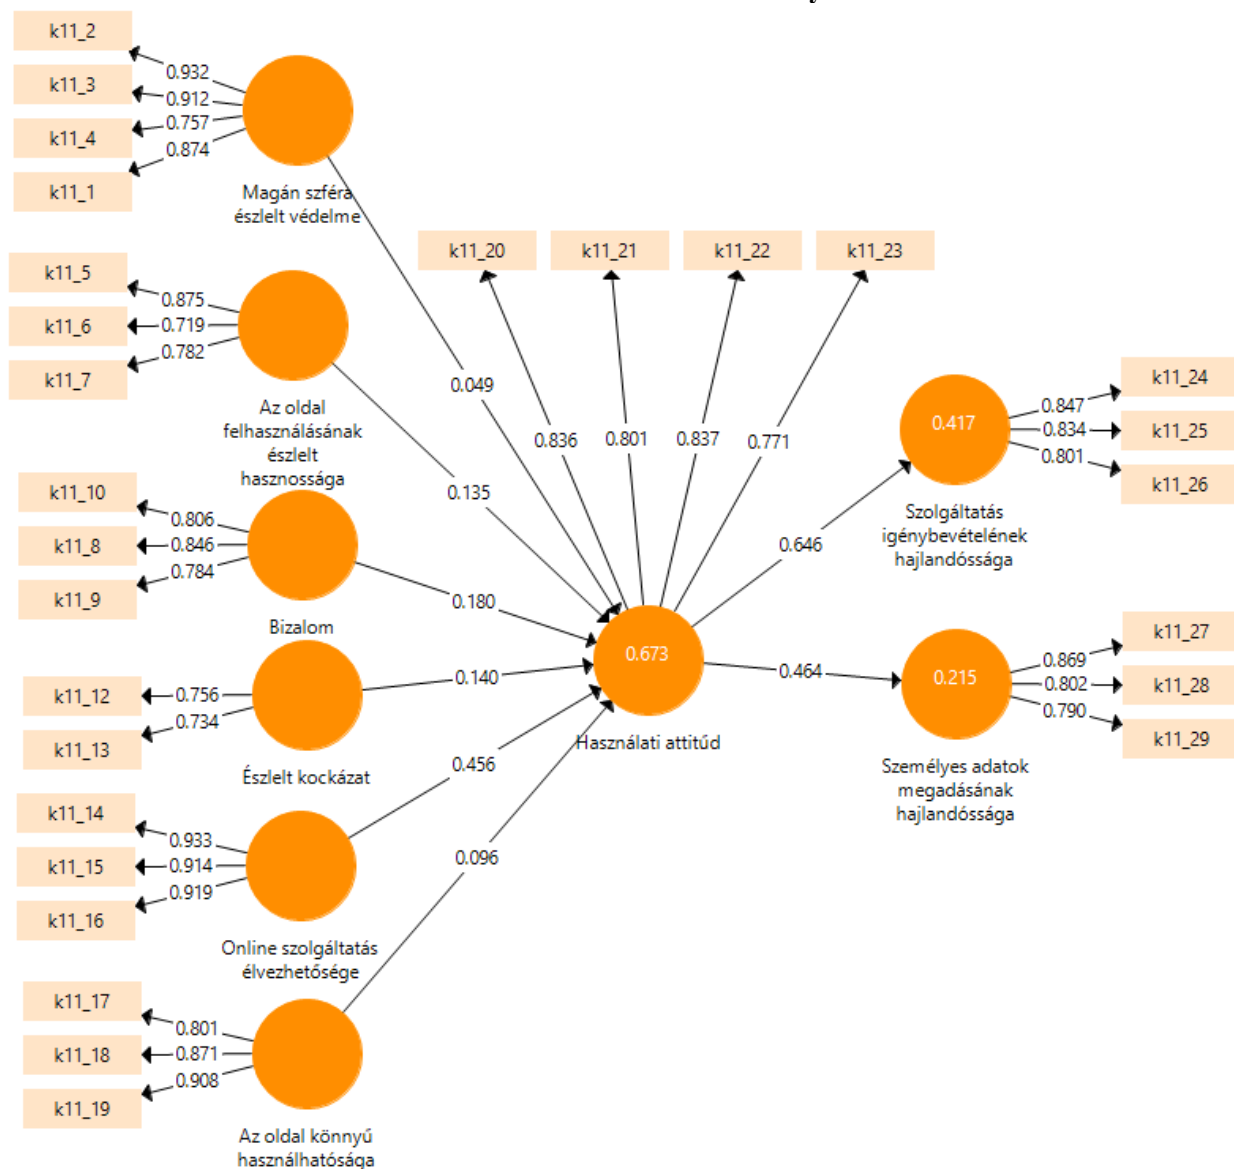 k11_2
0.932
k11_3
0.912
k11_4
0.757
k11_1
0.874
Magán szféra
észlelt védelme
k11_5
0.875
k11_6
0.719
k11_7
0.782
Az oldal
felhasználásának
észlelt
hasznossága
k11_10
0.806
k11_8
0.846
k11_9
0.784
Bizalom
k11_12
0.756
k11_13
0.734
Észlelt kockázat
k11_14
0.933
k11_15
0.914
k11_16
0.919
Online szolgáltatás
élvezhetősége
k11_17
0.801
k11_18
0.871
k11_19
0.908
Az oldal könnyű
használhatósága
0.049
0.135
0.180
0.140
0.456
0.096
k11_20
k11_21
k11_22
k11_23
0.836
0.801
0.837
0.771
0.673
Használati attitűd
0.646
0.464
0.417
Szolgáltatás
igénybevételének
hajlandóssága
k11_24
0.847
k11_25
0.834
k11_26
0.801
0.215
Személyes adatok
megadásának
hajlandóssága
k11_27
0.869
k11_28
0.802
k11_29
0.790